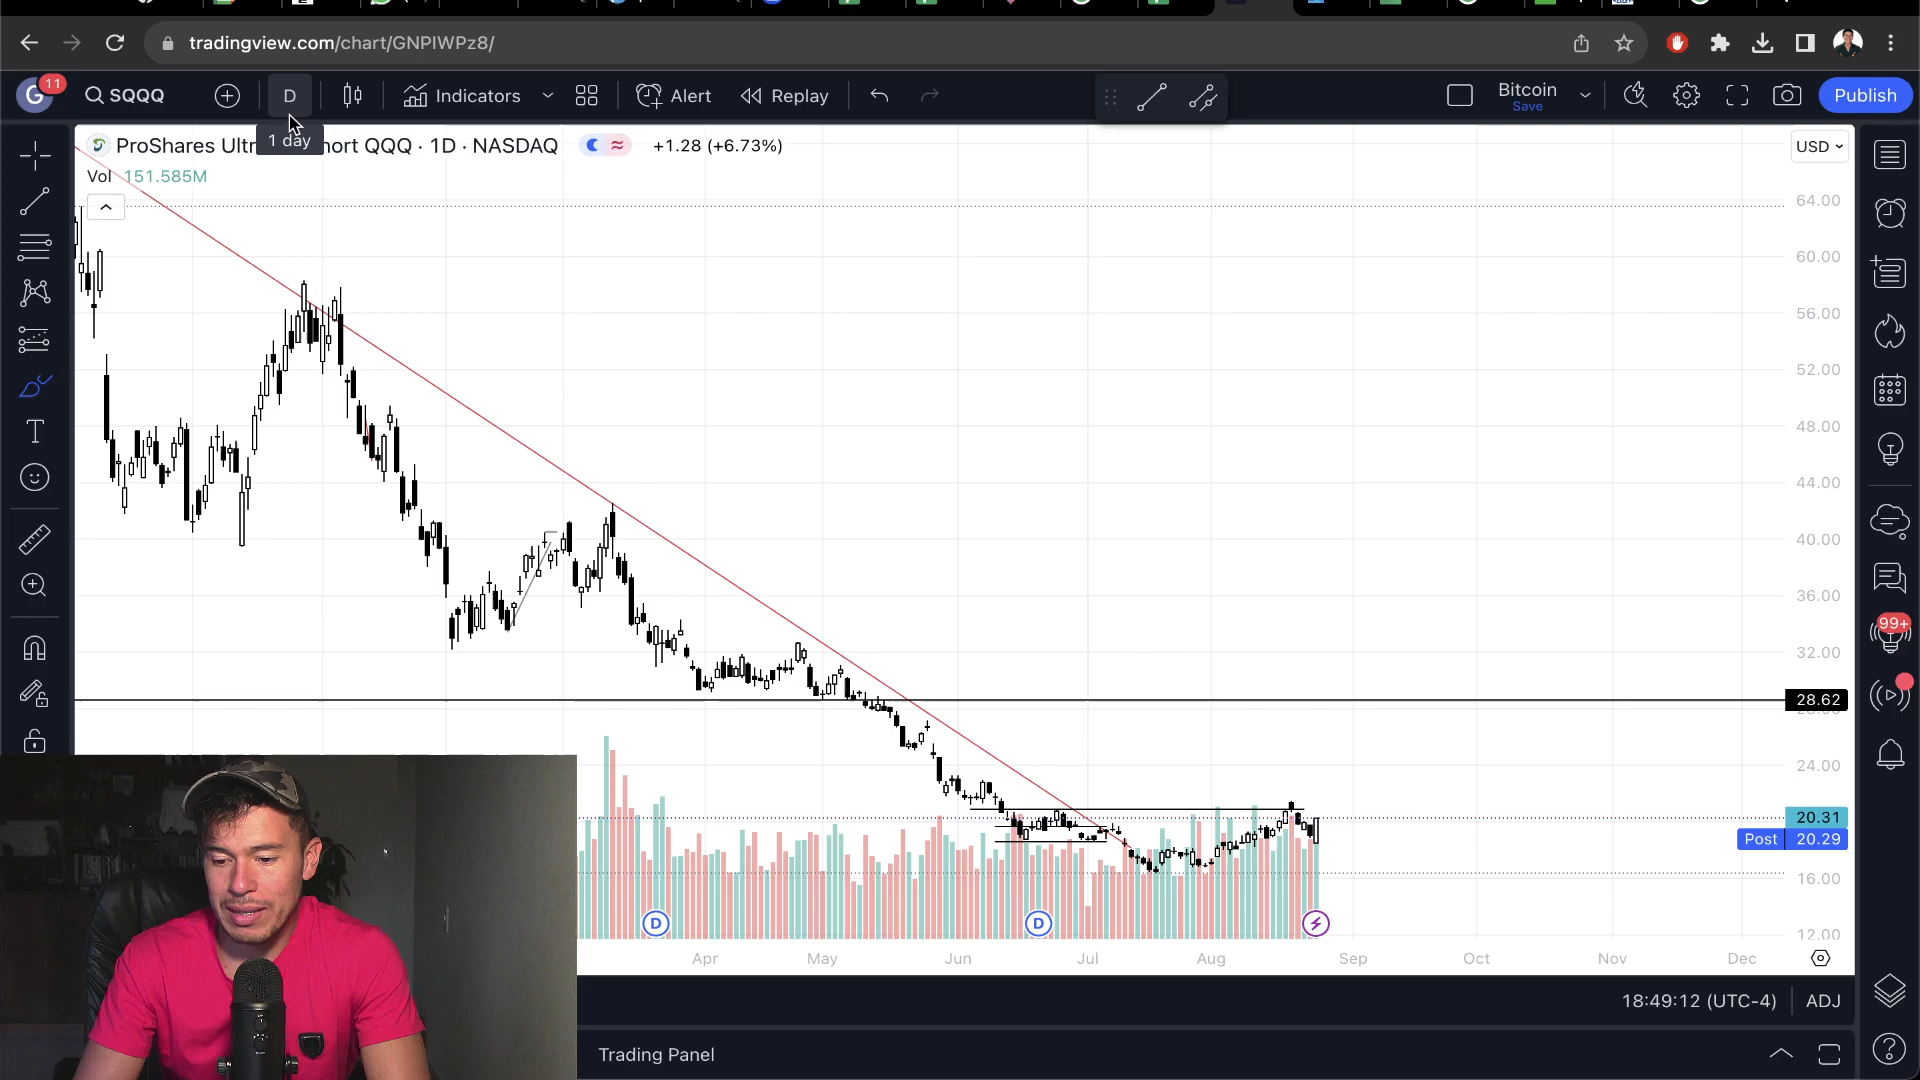 tradingview.com/chart/GNPIWPz8/
G 11 SQQQ D Indicators Alert Replay Bitcoin Save Publish
1 day
ProShares Ultr hort QQQ · 1D · NASDAQ +1.28 (+6.73%) USD
Vol 151.585M
64.00
60.00
56.00
52.00
48.00
44.00
40.00
36.00
32.00
28.62
24.00
20.31
Post 20.29
16.00
12.00
D D
Apr May Jun Jul Aug Sep Oct Nov Dec
99+
18:49:12 (UTC-4) ADJ
Trading Panel